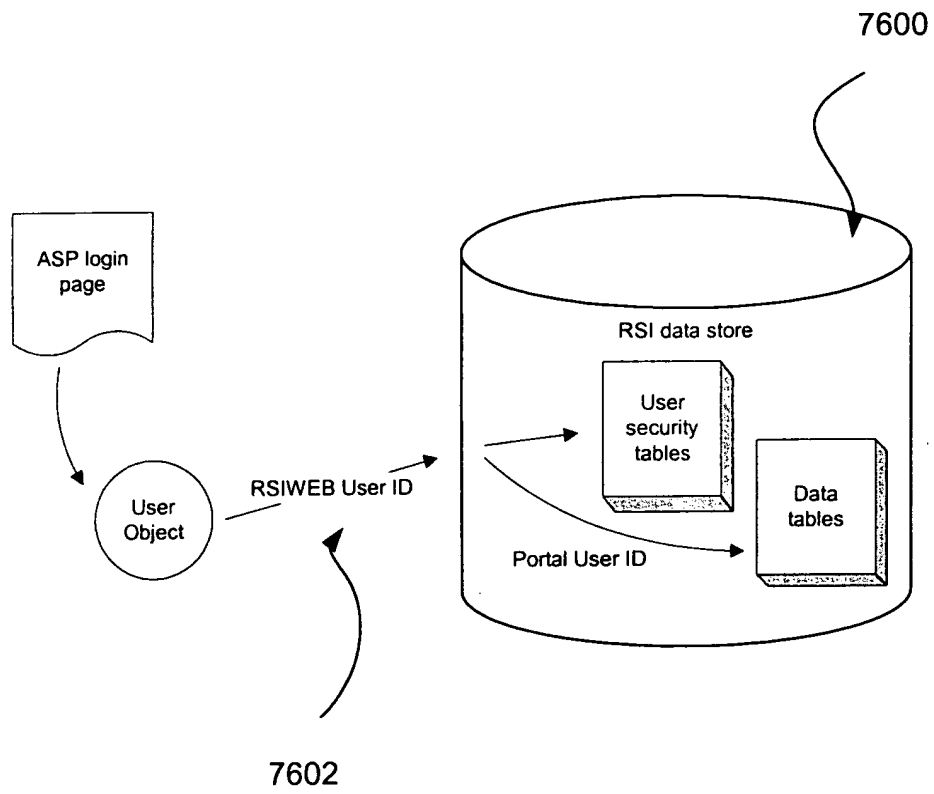 7600
ASP login
page
RSI data store
User
security
tables
RSIWEB User ID
User
Object
Data
tables
Portal User ID
7602